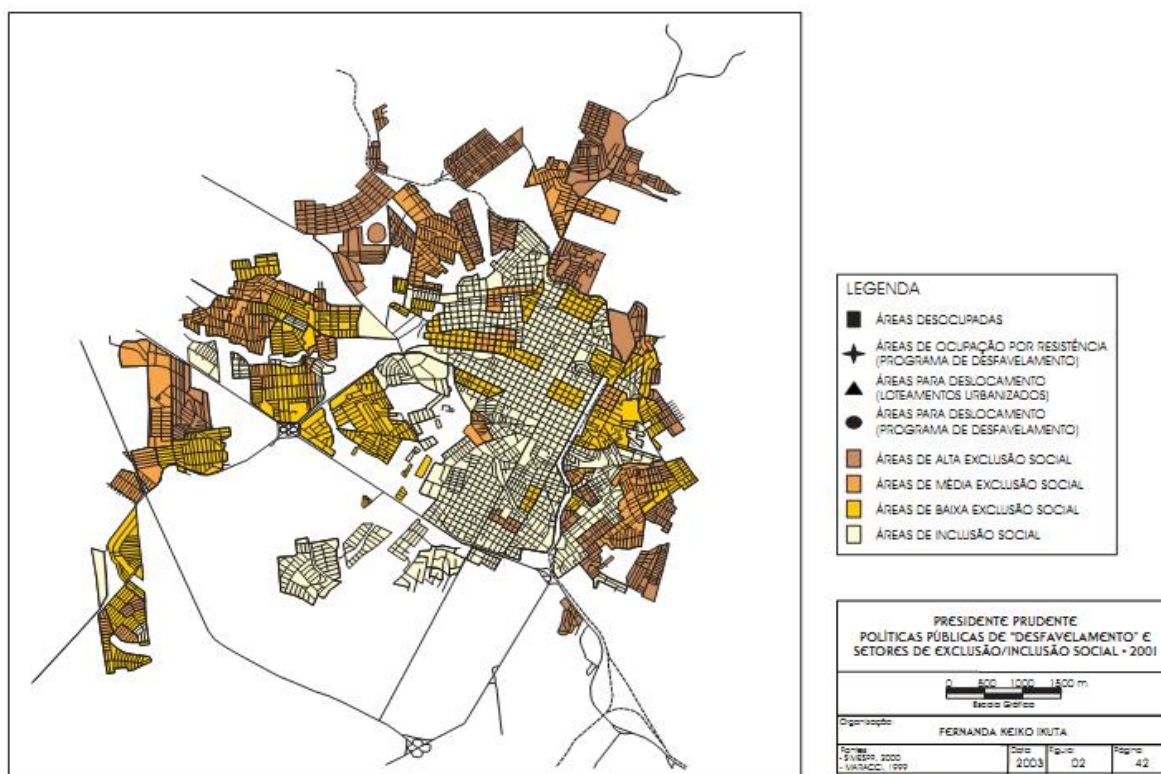 LEGENDA
ÁREAS DESOCUPADAS
ÁREAS DE OCUPAÇÃO POR RESISTÊNCIA
(PROGRAMA DE DESFAVELAMENTO)
ÁREAS PARA DESLOCAMENTO
(LOTEAMENTOS URBANIZADOS)
ÁREAS PARA DESLOCAMENTO
(PROGRAMA DE DESFAVELAMENTO)
ÁREAS DE ALTA EXCLUSÃO SOCIAL
ÁREAS DE MÉDIA EXCLUSÃO SOCIAL
ÁREAS DE BAIXA EXCLUSÃO SOCIAL
ÁREAS DE INCLUSÃO SOCIAL
PRESIDENTE PRUDENTE
POLÍTICAS PÚBLICAS DE "DESFAVELAMENTO" E
SETORES DE EXCLUSÃO/INCLUSÃO SOCIAL - 2001
0 500 1000 1500 m
Escala Gráfica
Organização:
FERNANDA KEIKO IKUTA
Fontes:
- SIMESPP, 2000
- MARACCI, 1999
Data:
2003
Figura:
02
Página:
42